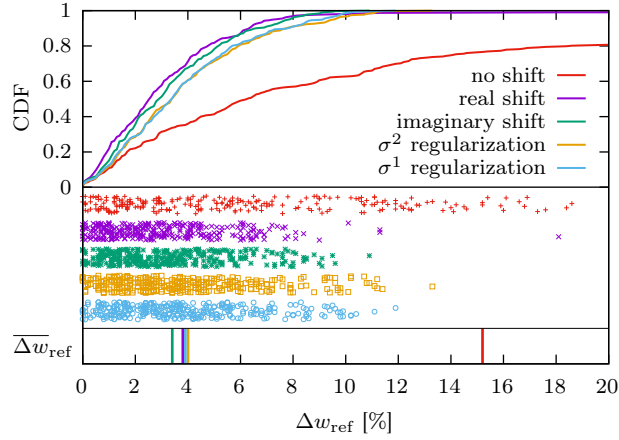 1
0.8
0.6
0.4
0.2
0
CDF
no shift
real shift
imaginary shift
σ² regularization
σ¹ regularization
Δw_ref
0 2 4 6 8 10 12 14 16 18 20
Δw_ref [%]